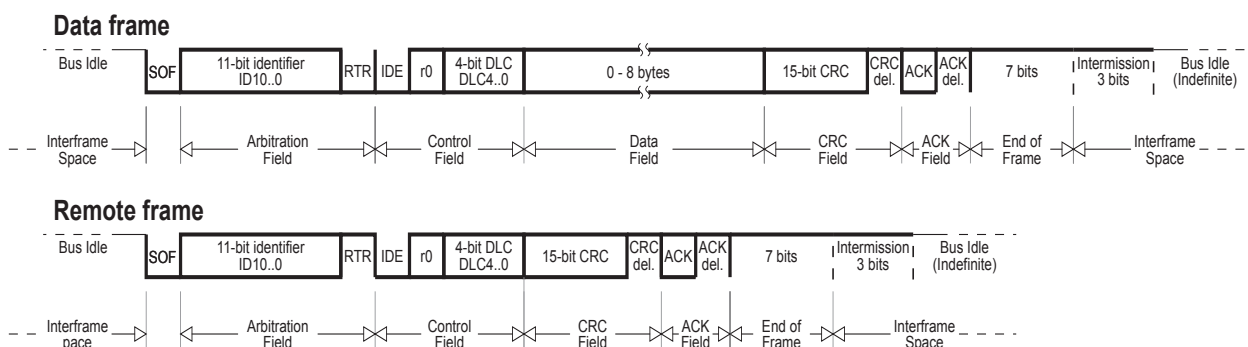 Data frame
Bus Idle
SOF
11-bit identifier
ID10..0
RTR
IDE
r0
4-bit DLC
DLC4..0
0 - 8 bytes
15-bit CRC
CRC
del.
ACK
ACK
del.
7 bits
Intermission
3 bits
Bus Idle
(Indefinite)
Interframe
Space
Arbitration
Field
Control
Field
Data
Field
CRC
Field
ACK
Field
End of
Frame
Interframe
Space
Remote frame
Bus Idle
SOF
11-bit identifier
ID10..0
RTR
IDE
r0
4-bit DLC
DLC4..0
15-bit CRC
CRC
del.
ACK
ACK
del.
7 bits
Intermission
3 bits
Bus Idle
(Indefinite)
Interframe
pace
Arbitration
Field
Control
Field
CRC
Field
ACK
Field
End of
Frame
Interframe
Space